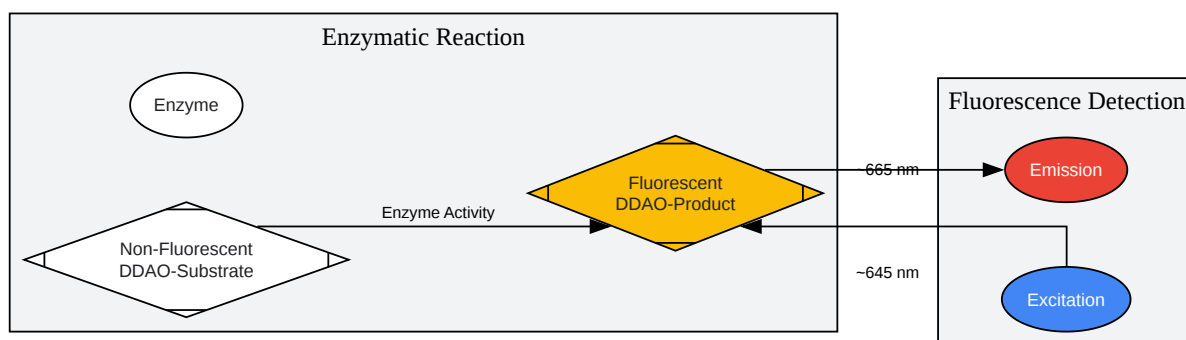 Enzymatic Reaction
Enzyme
Non-Fluorescent
DDAO-Substrate
Enzyme Activity
Fluorescent
DDAO-Product
~665 nm
~645 nm
Fluorescence Detection
Emission
Excitation